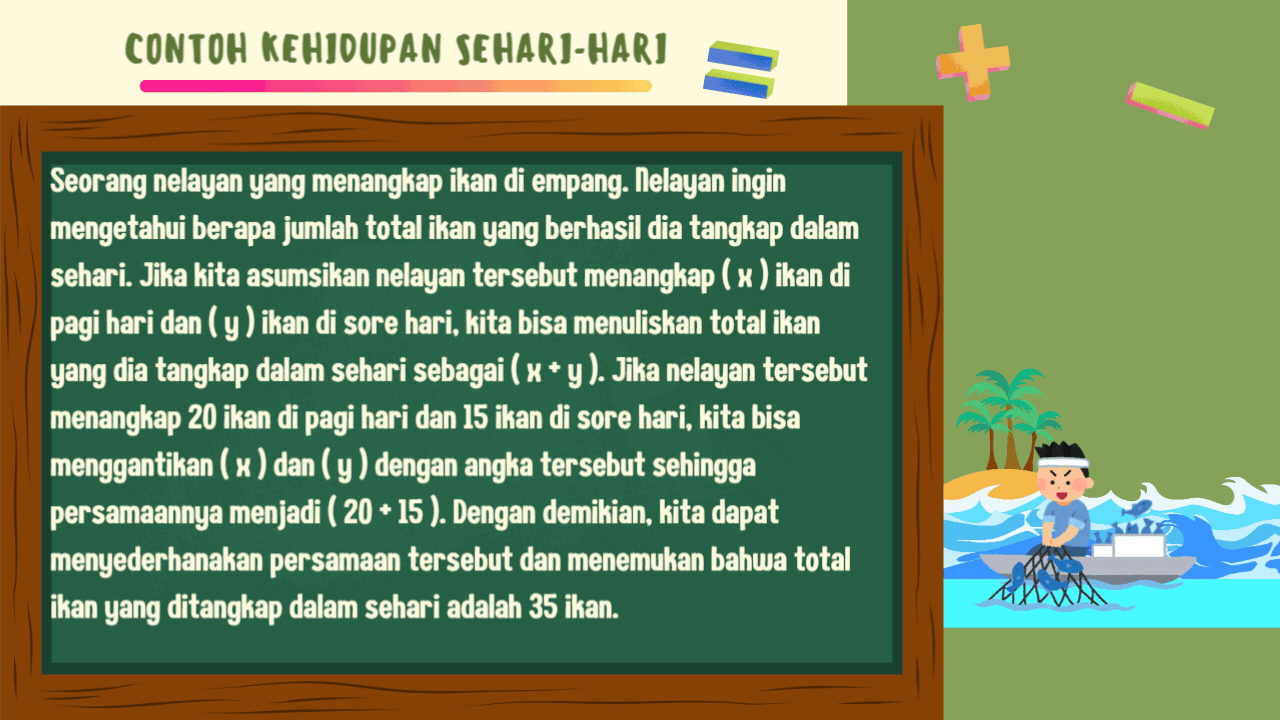 CONTOH KEHIDUPAN SEHARI-HARI
Seorang nelayan yang menangkap ikan di empang. Nelayan ingin
mengetahui berapa jumlah total ikan yang berhasil dia tangkap dalam
sehari. Jika kita asumsikan nelayan tersebut menangkap ( x ) ikan di
pagi hari dan ( y ) ikan di sore hari, kita bisa menuliskan total ikan
yang dia tangkap dalam sehari sebagai ( x + y ). Jika nelayan tersebut
menangkap 20 ikan di pagi hari dan 15 ikan di sore hari, kita bisa
menggantikan ( x ) dan ( y ) dengan angka tersebut sehingga
persamaannya menjadi ( 20 + 15 ). Dengan demikian, kita dapat
menyederhanakan persamaan tersebut dan menemukan bahwa total
ikan yang ditangkap dalam sehari adalah 35 ikan.